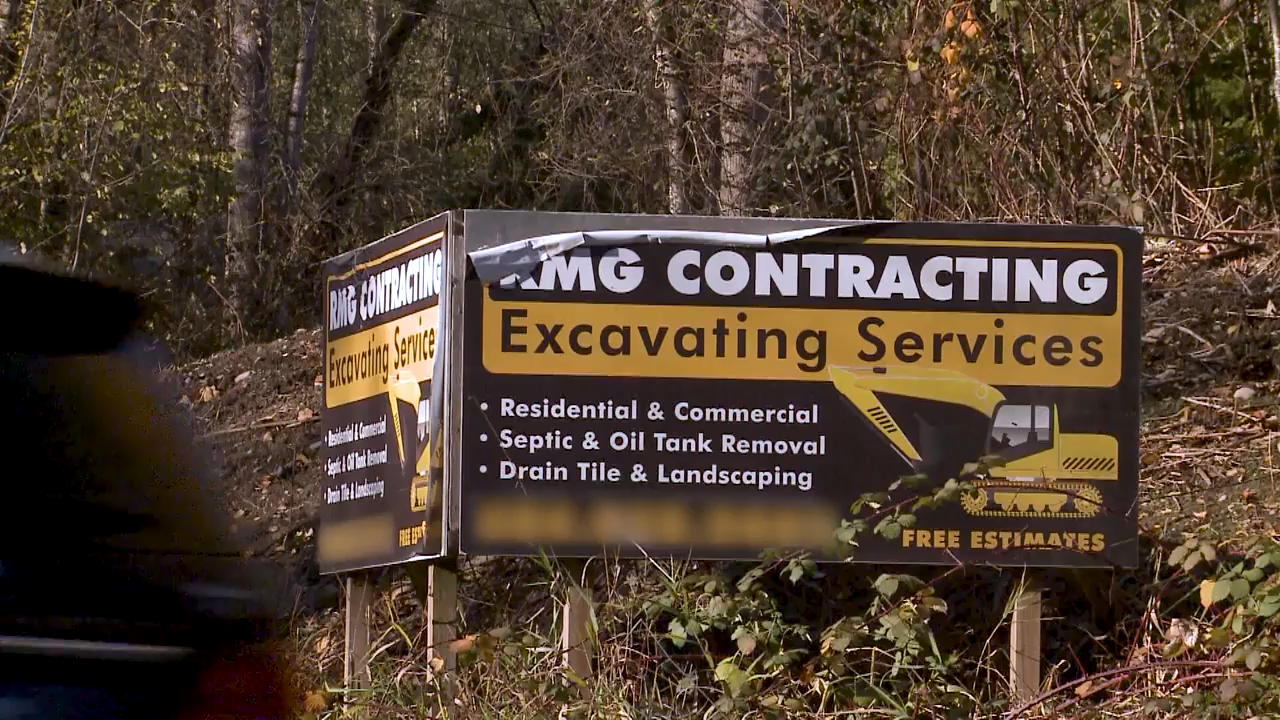 RMG CONTRACTING
Excavating Service
• Residential & Commercial
• Septic & Oil Tank Removal
• Drain Tile & Landscaping
FREE
RMG CONTRACTING
Excavating Services
• Residential & Commercial
• Septic & Oil Tank Removal
• Drain Tile & Landscaping
FREE ESTIMATES